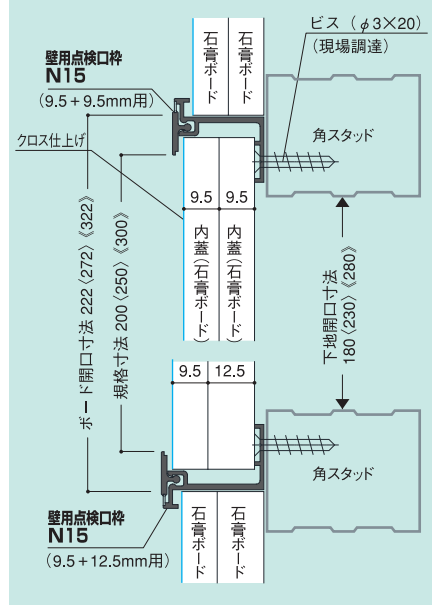 石膏ボード
石膏ボード
ビス（φ3×20）
（現場調達）
壁用点検口枠
N15
（9.5＋9.5mm用）
角スタッド
クロス仕上げ
9.5
9.5
内蓋（石膏ボード）
内蓋（石膏ボード）
ボード開口寸法 222〈272〉《322》
規格寸法 200〈250〉《300》
下地開口寸法
180〈230〉《280》
9.5
12.5
角スタッド
壁用点検口枠
N15
（9.5＋12.5mm用）
石膏ボード
石膏ボード